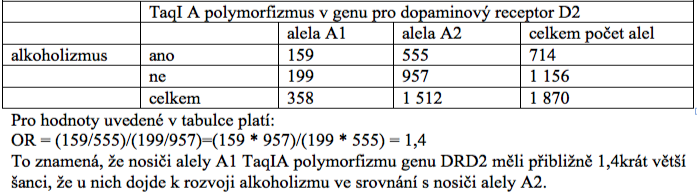 TaqI A polymorfizmus v genu pro dopaminový receptor D2
alela A1 alela A2 celkem počet alel
alkoholizmus ano 159 555 714
ne 199 957 1 156
celkem 358 1 512 1 870
Pro hodnoty uvedené v tabulce platí:
OR = (159/555)/(199/957)=(159 * 957)/(199 * 555) = 1,4
To znamená, že nosiči alely A1 TaqIA polymorfizmu genu DRD2 měli přibližně 1,4krát větší
šanci, že u nich dojde k rozvoji alkoholizmu ve srovnání s nosiči alely A2.